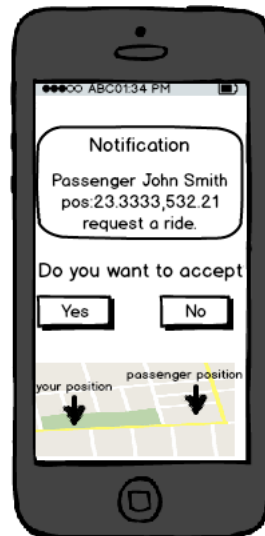 ABC01:34 PM
Notification
Passenger John Smith
pos:23.3333,532.21
request a ride.
Do you want to accept
Yes
No
passenger position
your position